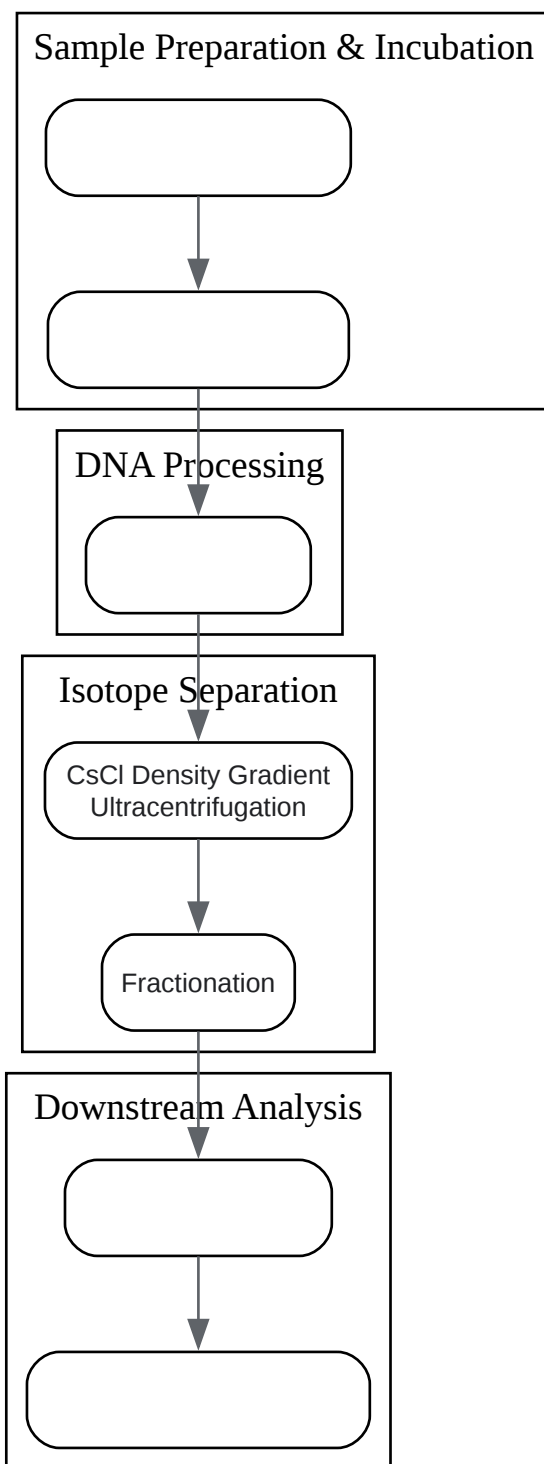 Sample Preparation & Incubation
DNA Processing
Isotope Separation
CsCl Density Gradient
Ultracentrifugation
Fractionation
Downstream Analysis